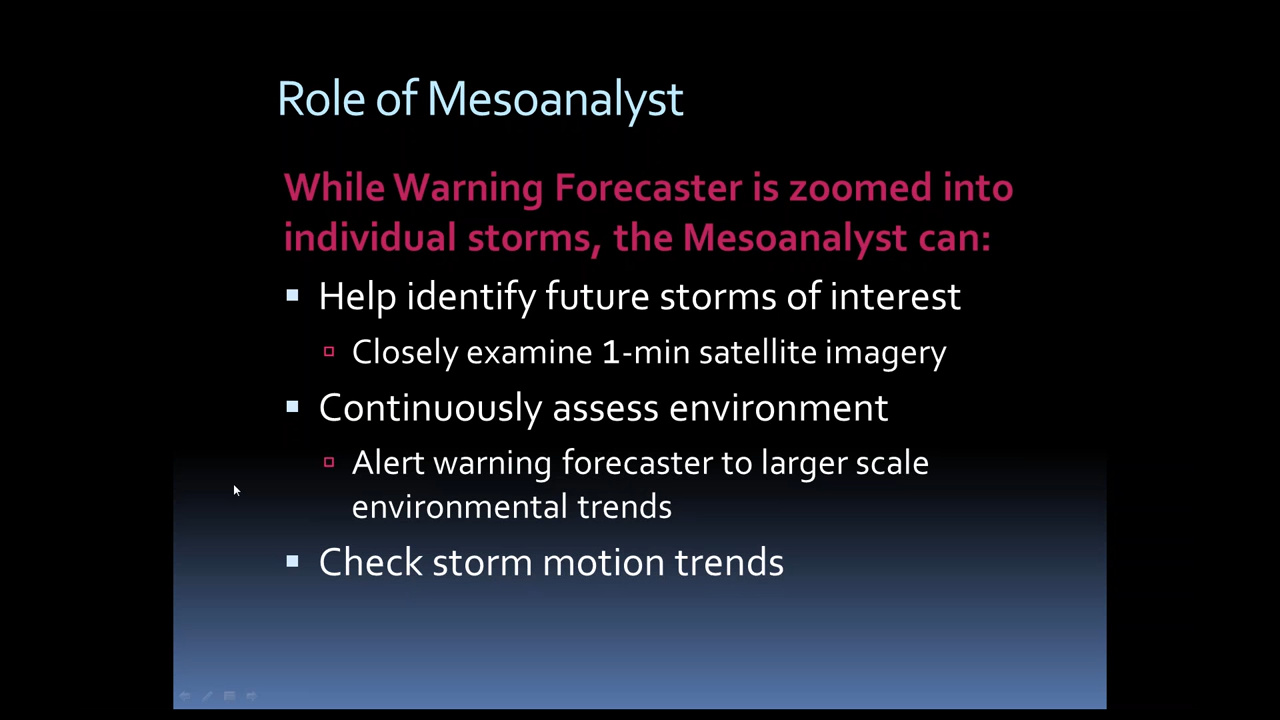 Role of Mesoanalyst
While Warning Forecaster is zoomed into
individual storms, the Mesoanalyst can:
Help identify future storms of interest
Closely examine 1-min satellite imagery
Continuously assess environment
Alert warning forecaster to larger scale
environmental trends
Check storm motion trends